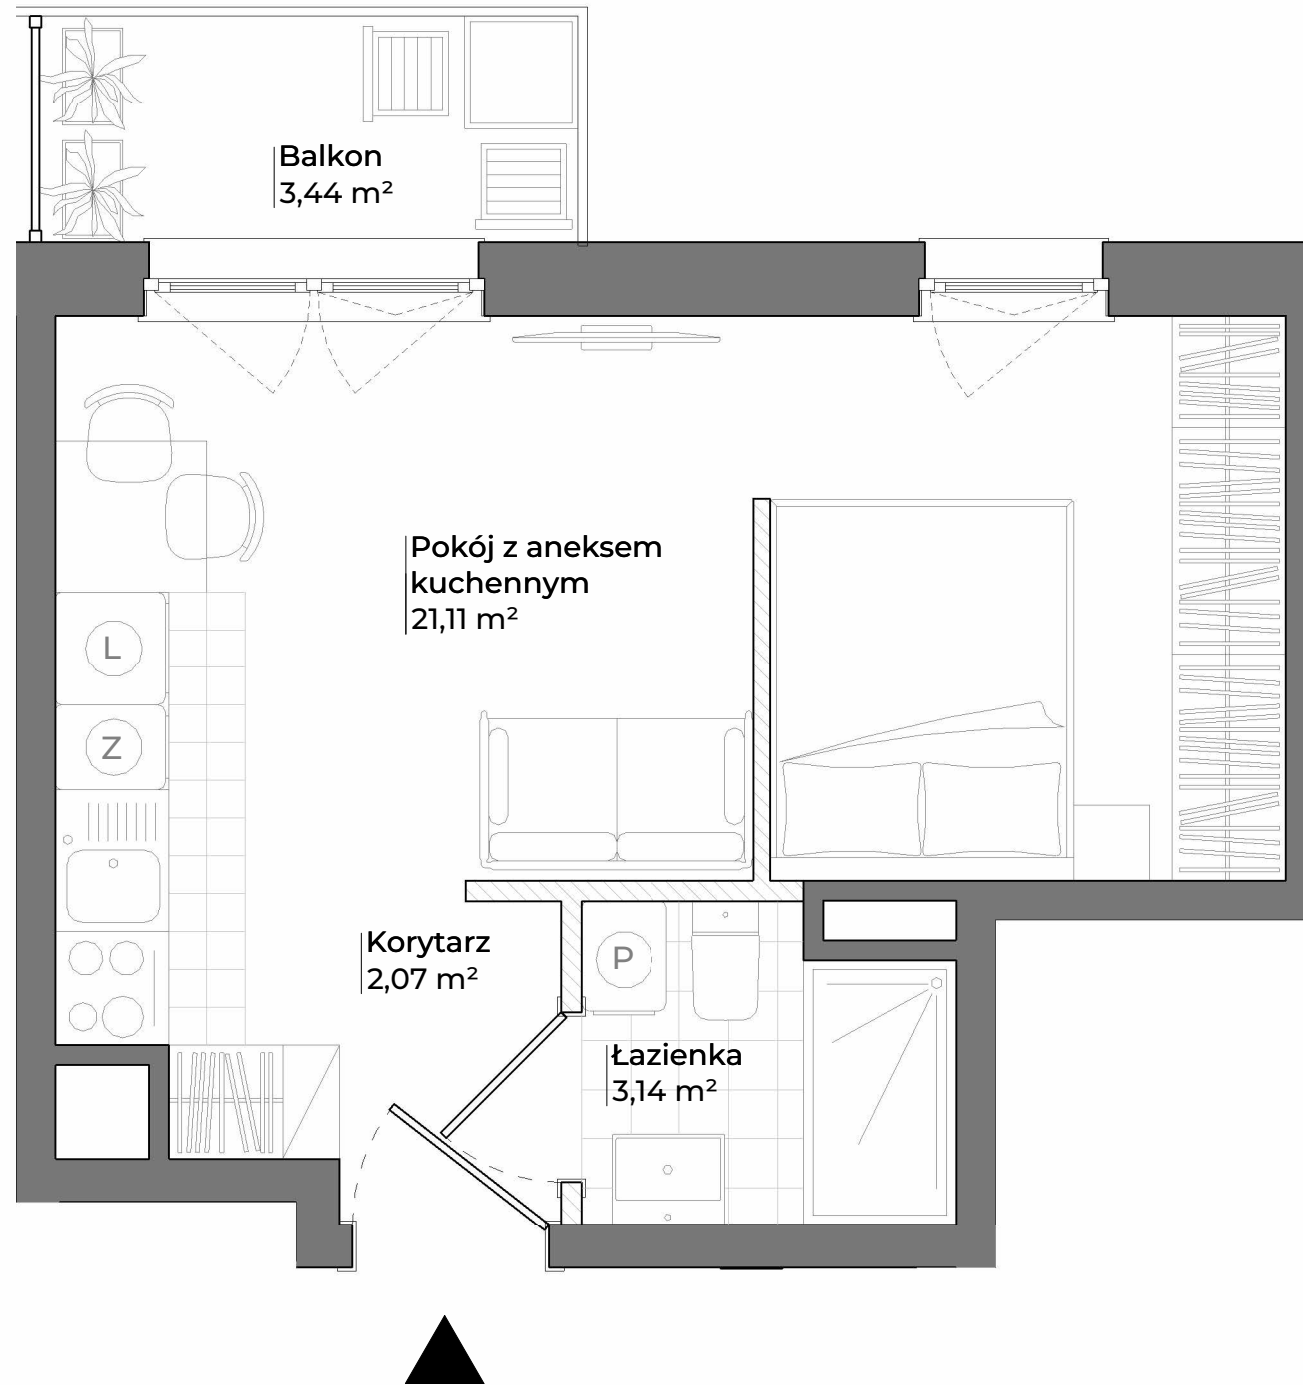 Balkon
3,44 m²
Pokój z aneksem
kuchennym
21,11 m²
L
Z
Korytarz
2,07 m²
P
Łazienka
3,14 m²